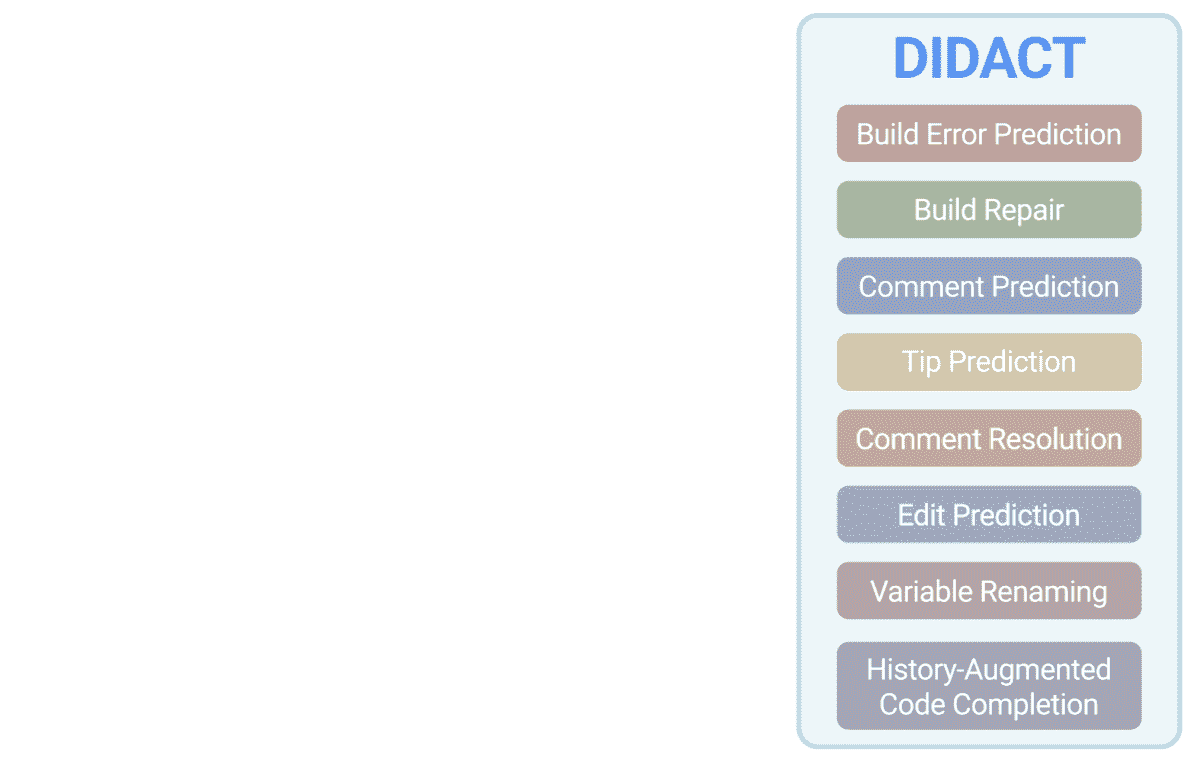 DIDACT
Build Error Prediction
Build Repair
Comment Prediction
Tip Prediction
Comment Resolution
Edit Prediction
Variable Renaming
History-Augmented
Code Completion